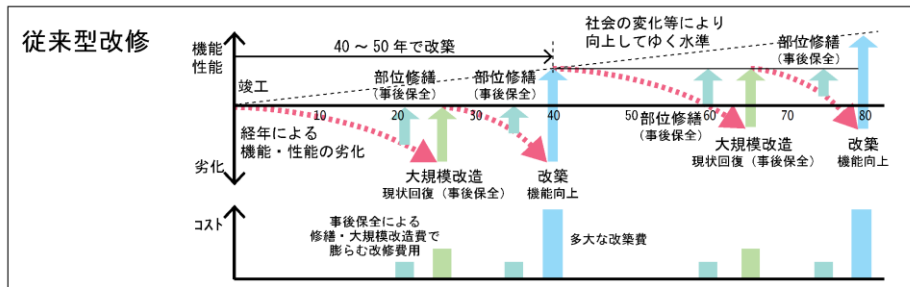 従来型改修
機能
性能
40～50年で改築
社会の変化等により
向上してゆく水準
竣工
部位修繕
(事後保全)
部位修繕
(事後保全)
部位修繕
(事後保全)
10
20
30
40
50
60
70
80
経年による
機能・性能の劣化
劣化
大規模改造
現状回復（事後保全）
改築
機能向上
部位修繕
(事後保全)
大規模改造
現状回復（事後保全）
改築
機能向上
コスト
事後保全による
修繕・大規模改造費で
膨らむ改修費用
多大な改築費